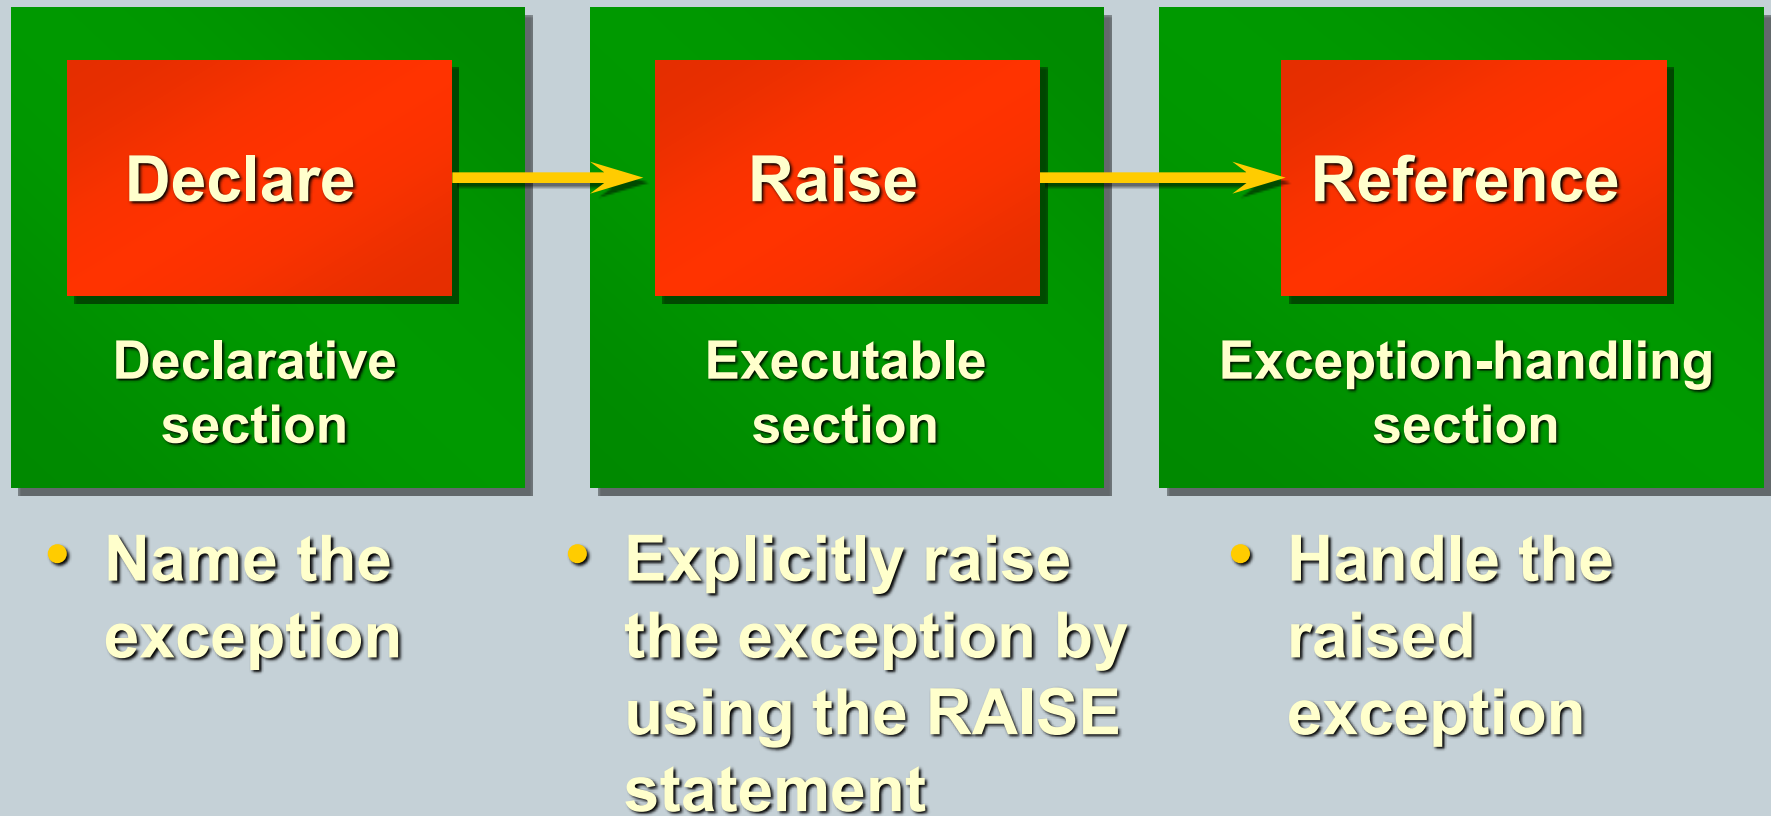 Declare
Declarative
section
• Name the
exception
Raise
Executable
section
• Explicitly raise
the exception by
using the RAISE
statement
Reference
Exception-handling
section
• Handle the
raised
exception